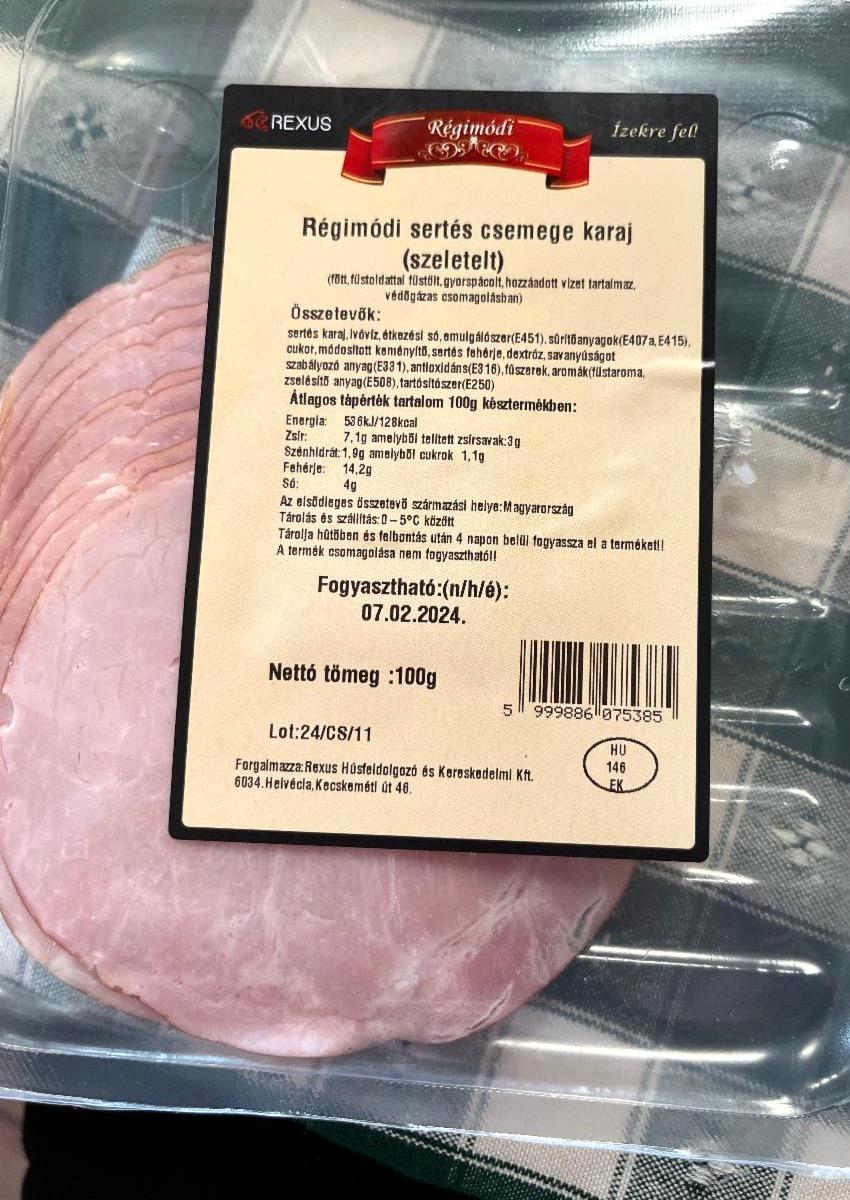 REXUS
Régimódi
Ízekre fel!
Régimódi sertés csemege karaj
(szeletelt)
(főtt, füstoldattal füstölt, gyorspácolt, hozzáadott vizet tartalmaz,
védőgázas csomagolásban)
Összetevők:
sertés karaj, ivóvíz, étkezési só, emulgálószer(E451), sűrítőanyagok(E407a, E415),
cukor, módosított keményítő, sertés fehérje, dextróz, savanyúságot
szabályozó anyag(E331), antioxidáns(E316), fűszerek, aromák(füstaroma,
zselésítő anyag(E508), tartósítószer(E250)
Átlagos tápérték tartalom 100g késztermékben:
Energia: 536kJ/128kcal
Zsír: 7,1g amelyből telített zsírsavak: 3g
Szénhidrát: 1,9g amelyből cukrok 1,1g
Fehérje: 14,2g
Só: 4g
Az elsődleges összetevő származási helye: Magyarország
Tárolás és szállítás: 0 – 5°C között
Tárolja hűtőben és felbontás után 4 napon belül fogyassza el a terméket!!
A termék csomagolása nem fogyasztható!!
Fogyasztható:(n/h/é):
07.02.2024.
Nettó tömeg :100g
5 999886 075385
Lot:24/CS/11
HU
146
EK
Forgalmazza: Rexus Húsfeldolgozó és Kereskedelmi Kft.
6034. Helvécia, Kecskeméti út 46.